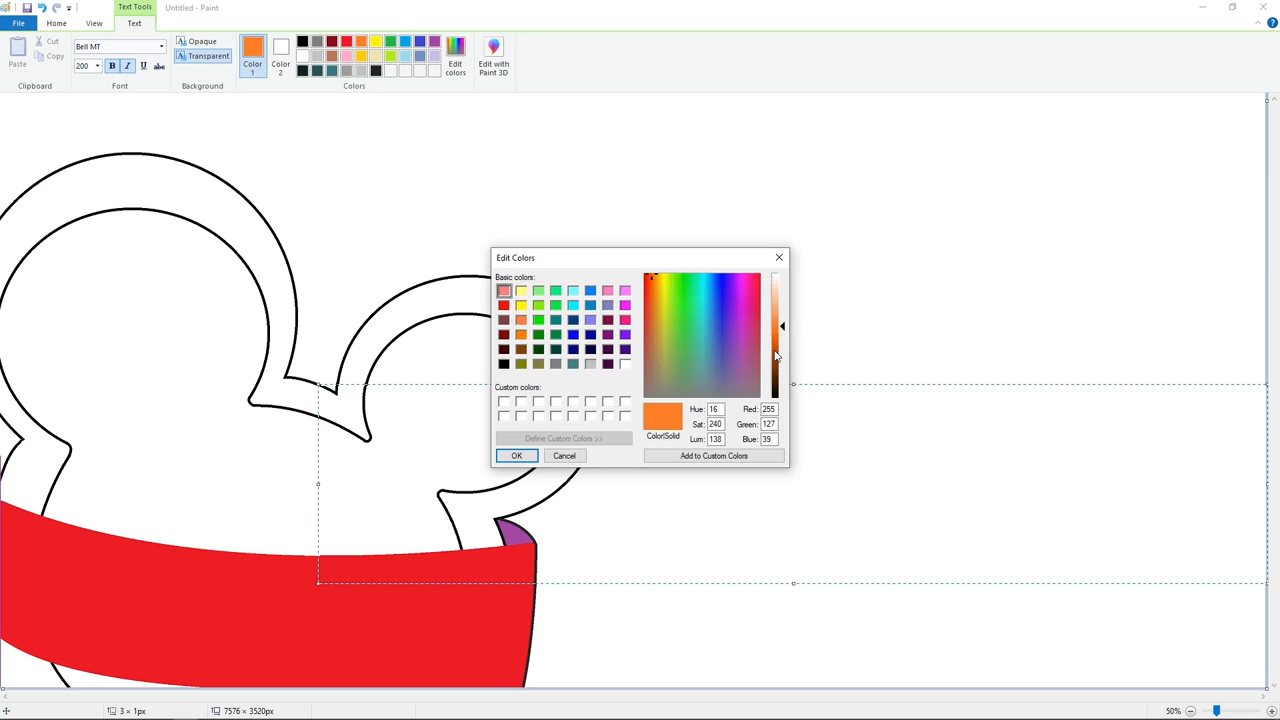 Text Tools
Untitled - Paint
File
Home
View
Text
Paste
Cut
Copy
Clipboard
Bell MT
200
B
I
U
abc
Font
Opaque
Transparent
Background
Color
1
Color
2
Edit
colors
Colors
Edit with
Paint 3D
Edit Colors
Basic colors:
Custom colors:
Define Custom Colors >>
OK
Cancel
Color|Solid
Hue: 16
Sat: 240
Lum: 138
Red: 255
Green: 127
Blue: 39
Add to Custom Colors
3 × 1px
7576 × 3520px
50%